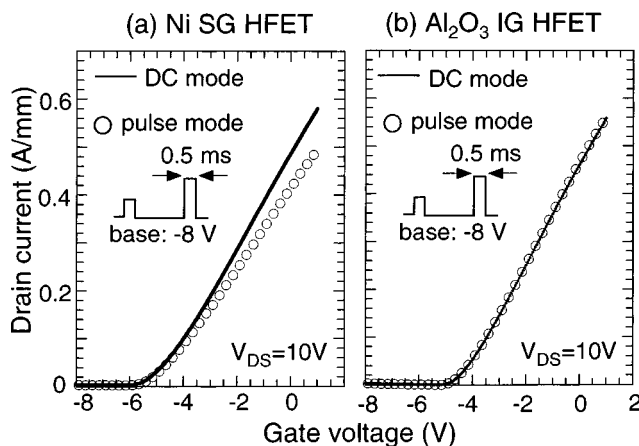 (a) Ni SG HFET
(b) Al₂O₃ IG HFET
Drain current (A/mm)
0.6
0.4
0.2
0
DC mode
pulse mode
0.5 ms
base: -8 V
V_DS=10V
-8 -6 -4 -2 0
DC mode
pulse mode
0.5 ms
base: -8 V
V_DS=10V
-8 -6 -4 -2 0 2
Gate voltage (V)